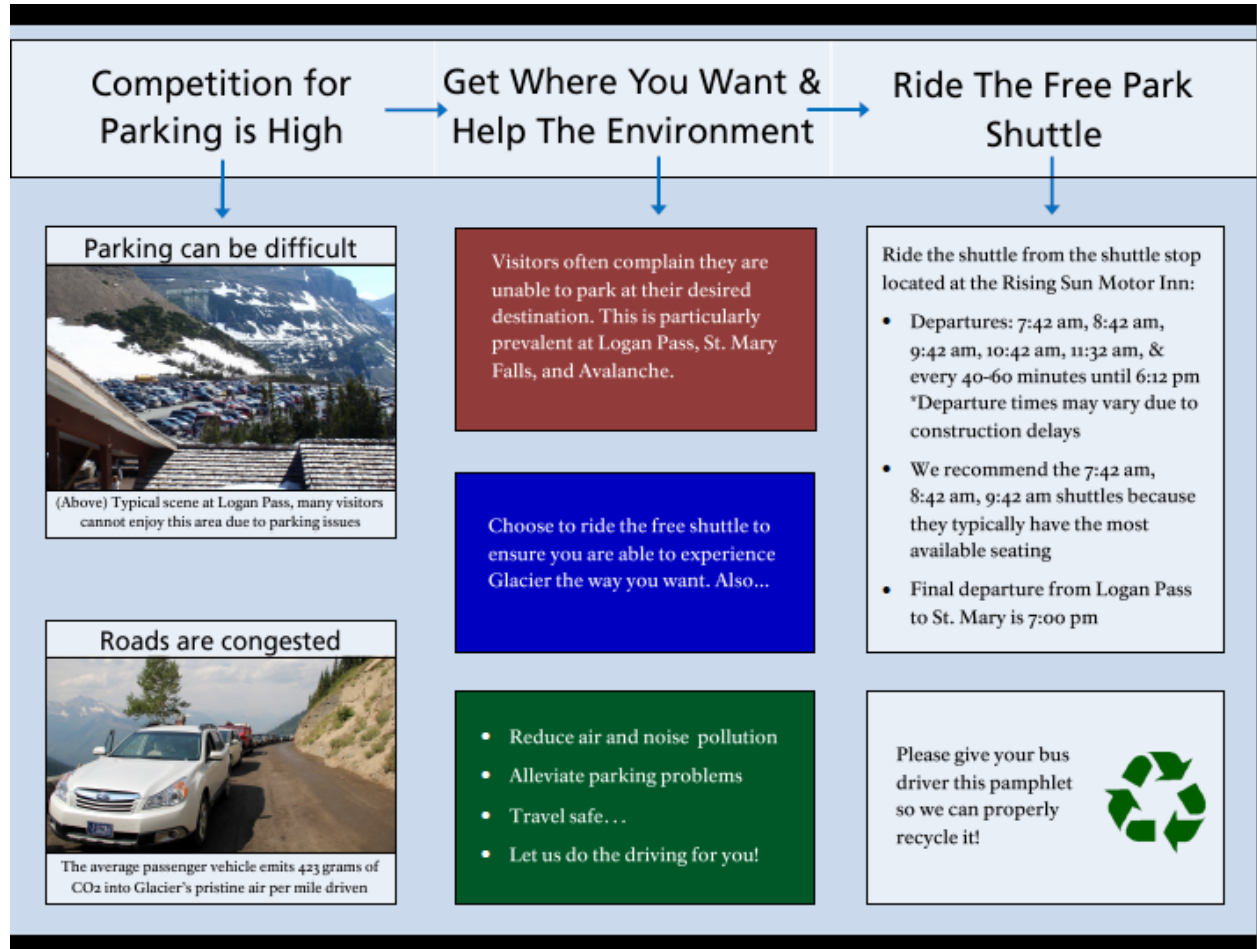 Competition for
Parking is High
Get Where You Want &
Help The Environment
Ride The Free Park
Shuttle
Parking can be difficult
(Above) Typical scene at Logan Pass, many visitors
cannot enjoy this area due to parking issues
Roads are congested
The average passenger vehicle emits 423 grams of
CO2 into Glacier's pristine air per mile driven
Visitors often complain they are
unable to park at their desired
destination. This is particularly
prevalent at Logan Pass, St. Mary
Falls, and Avalanche.
Choose to ride the free shuttle to
ensure you are able to experience
Glacier the way you want. Also...
• Reduce air and noise pollution
• Alleviate parking problems
• Travel safe...
• Let us do the driving for you!
Ride the shuttle from the shuttle stop
located at the Rising Sun Motor Inn:
• Departures: 7:42 am, 8:42 am,
9:42 am, 10:42 am, 11:32 am, &
every 40-60 minutes until 6:12 pm
*Departure times may vary due to
construction delays
• We recommend the 7:42 am,
8:42 am, 9:42 am shuttles because
they typically have the most
available seating
• Final departure from Logan Pass
to St. Mary is 7:00 pm
Please give your bus
driver this pamphlet
so we can properly
recycle it!